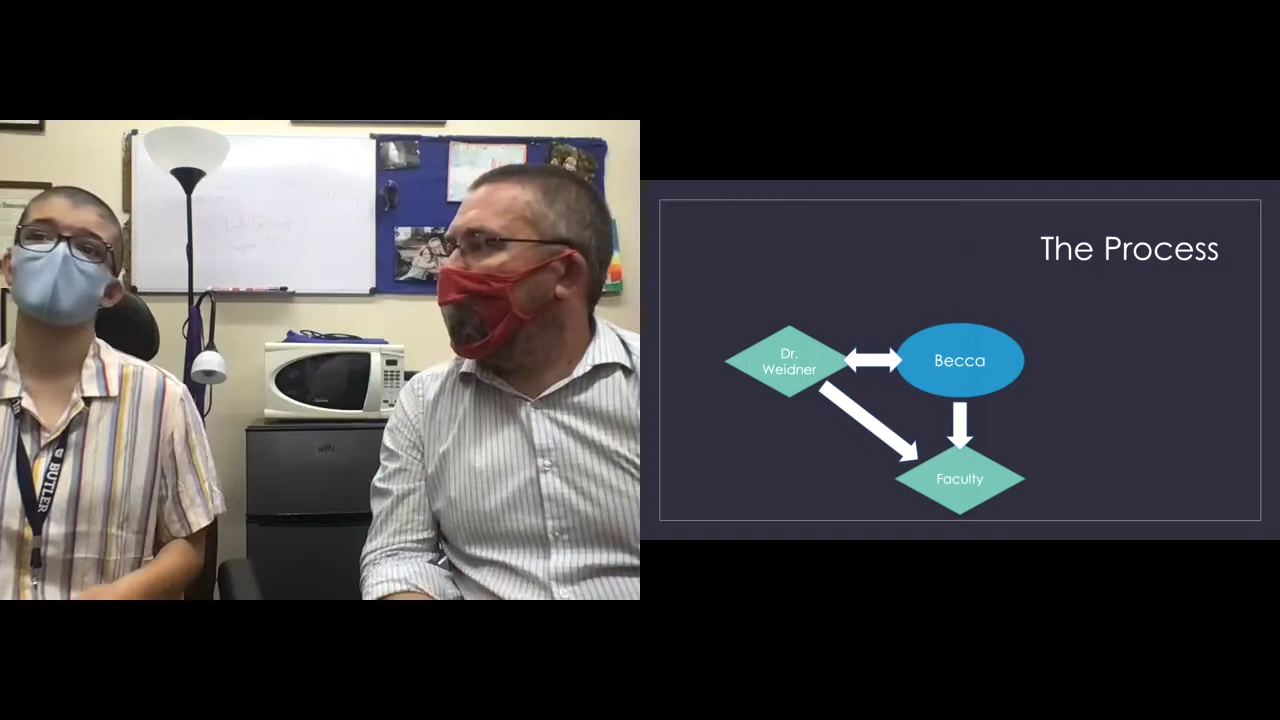 BUTLER
The Process
Dr.
Weidner
Becca
Faculty